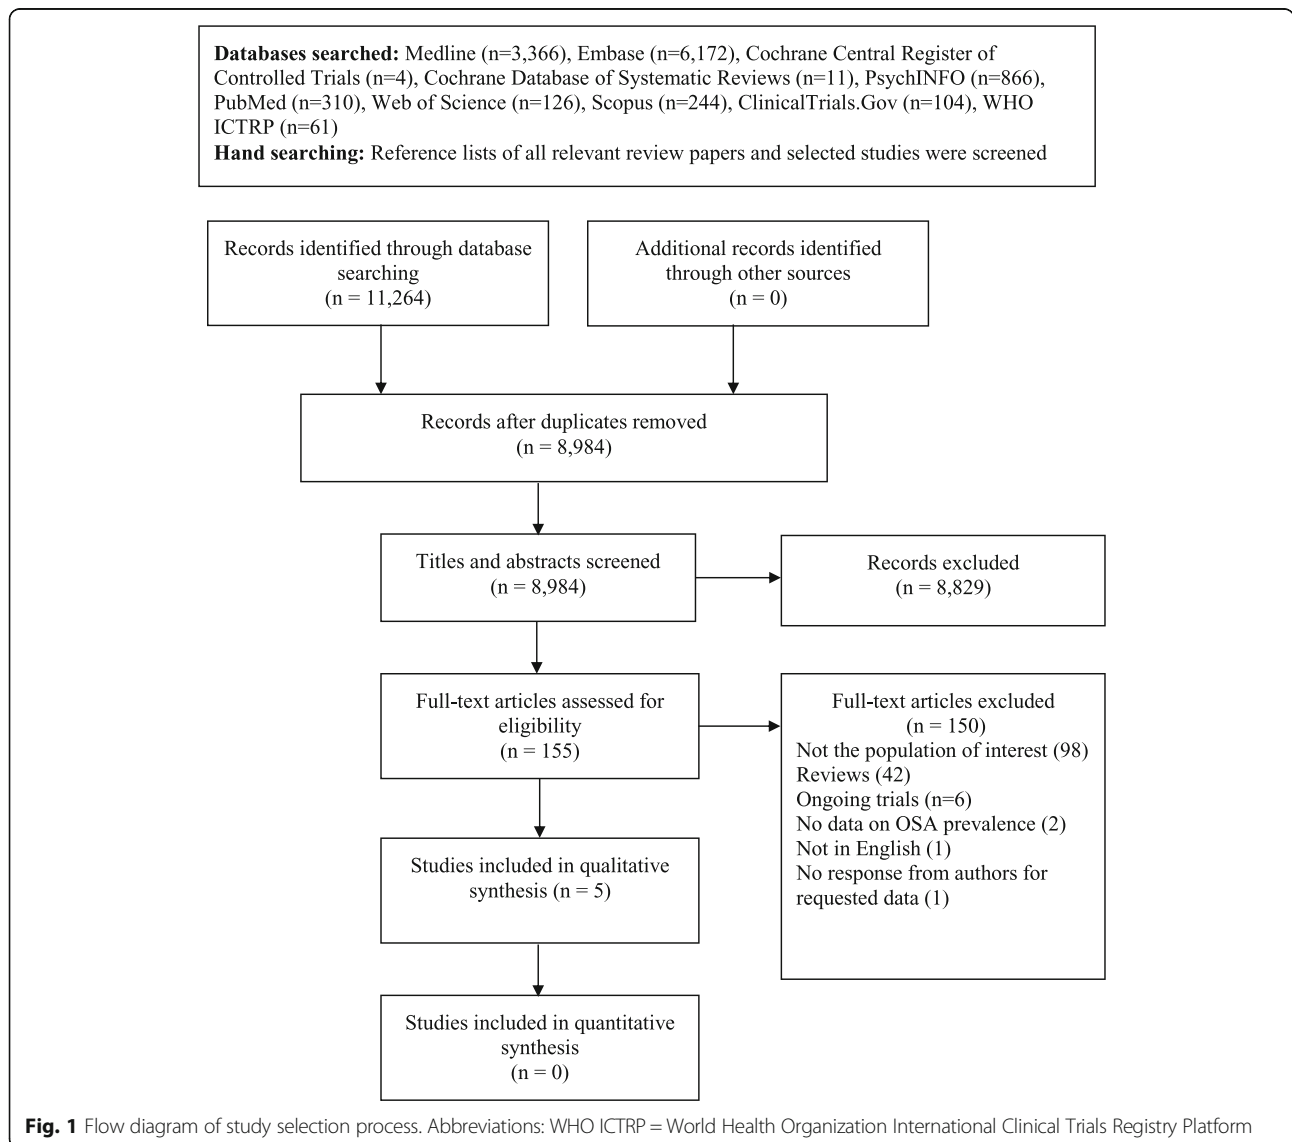 Databases searched: Medline (n=3,366), Embase (n=6,172), Cochrane Central Register of
Controlled Trials (n=4), Cochrane Database of Systematic Reviews (n=11), PsychINFO (n=866),
PubMed (n=310), Web of Science (n=126), Scopus (n=244), ClinicalTrials.Gov (n=104), WHO
ICTRP (n=61)
Hand searching: Reference lists of all relevant review papers and selected studies were screened
Records identified through database
searching
(n = 11,264)
Additional records identified
through other sources
(n = 0)
Records after duplicates removed
(n = 8,984)
Titles and abstracts screened
(n = 8,984)
Records excluded
(n = 8,829)
Full-text articles assessed for
eligibility
(n = 155)
Full-text articles excluded
(n = 150)
Not the population of interest (98)
Reviews (42)
Ongoing trials (n=6)
No data on OSA prevalence (2)
Not in English (1)
No response from authors for
requested data (1)
Studies included in qualitative
synthesis (n = 5)
Studies included in quantitative
synthesis
(n = 0)
Fig. 1 Flow diagram of study selection process. Abbreviations: WHO ICTRP = World Health Organization International Clinical Trials Registry Platform